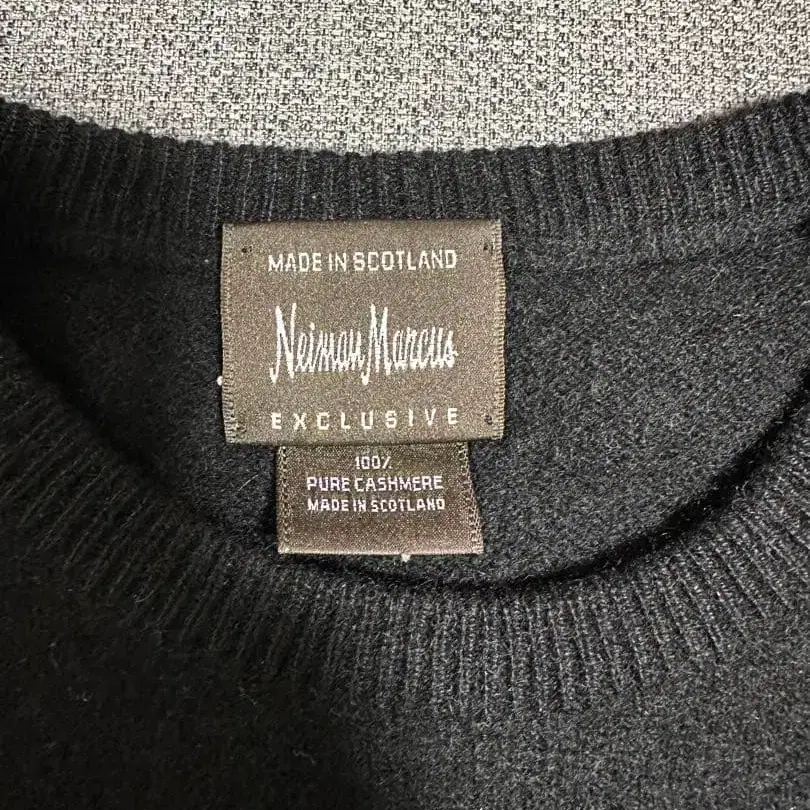 MADE IN SCOTLAND
Neiman Marcus
EXCLUSIVE
100%
PURE CASHMERE
MADE IN SCOTLAND